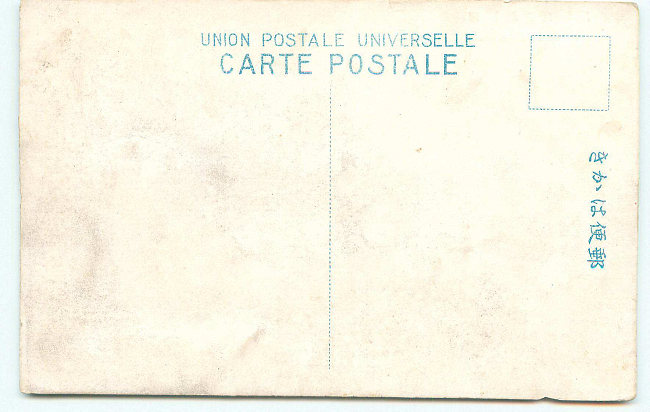 UNION POSTALE UNIVERSELLE
CARTE POSTALE
郵便はかき